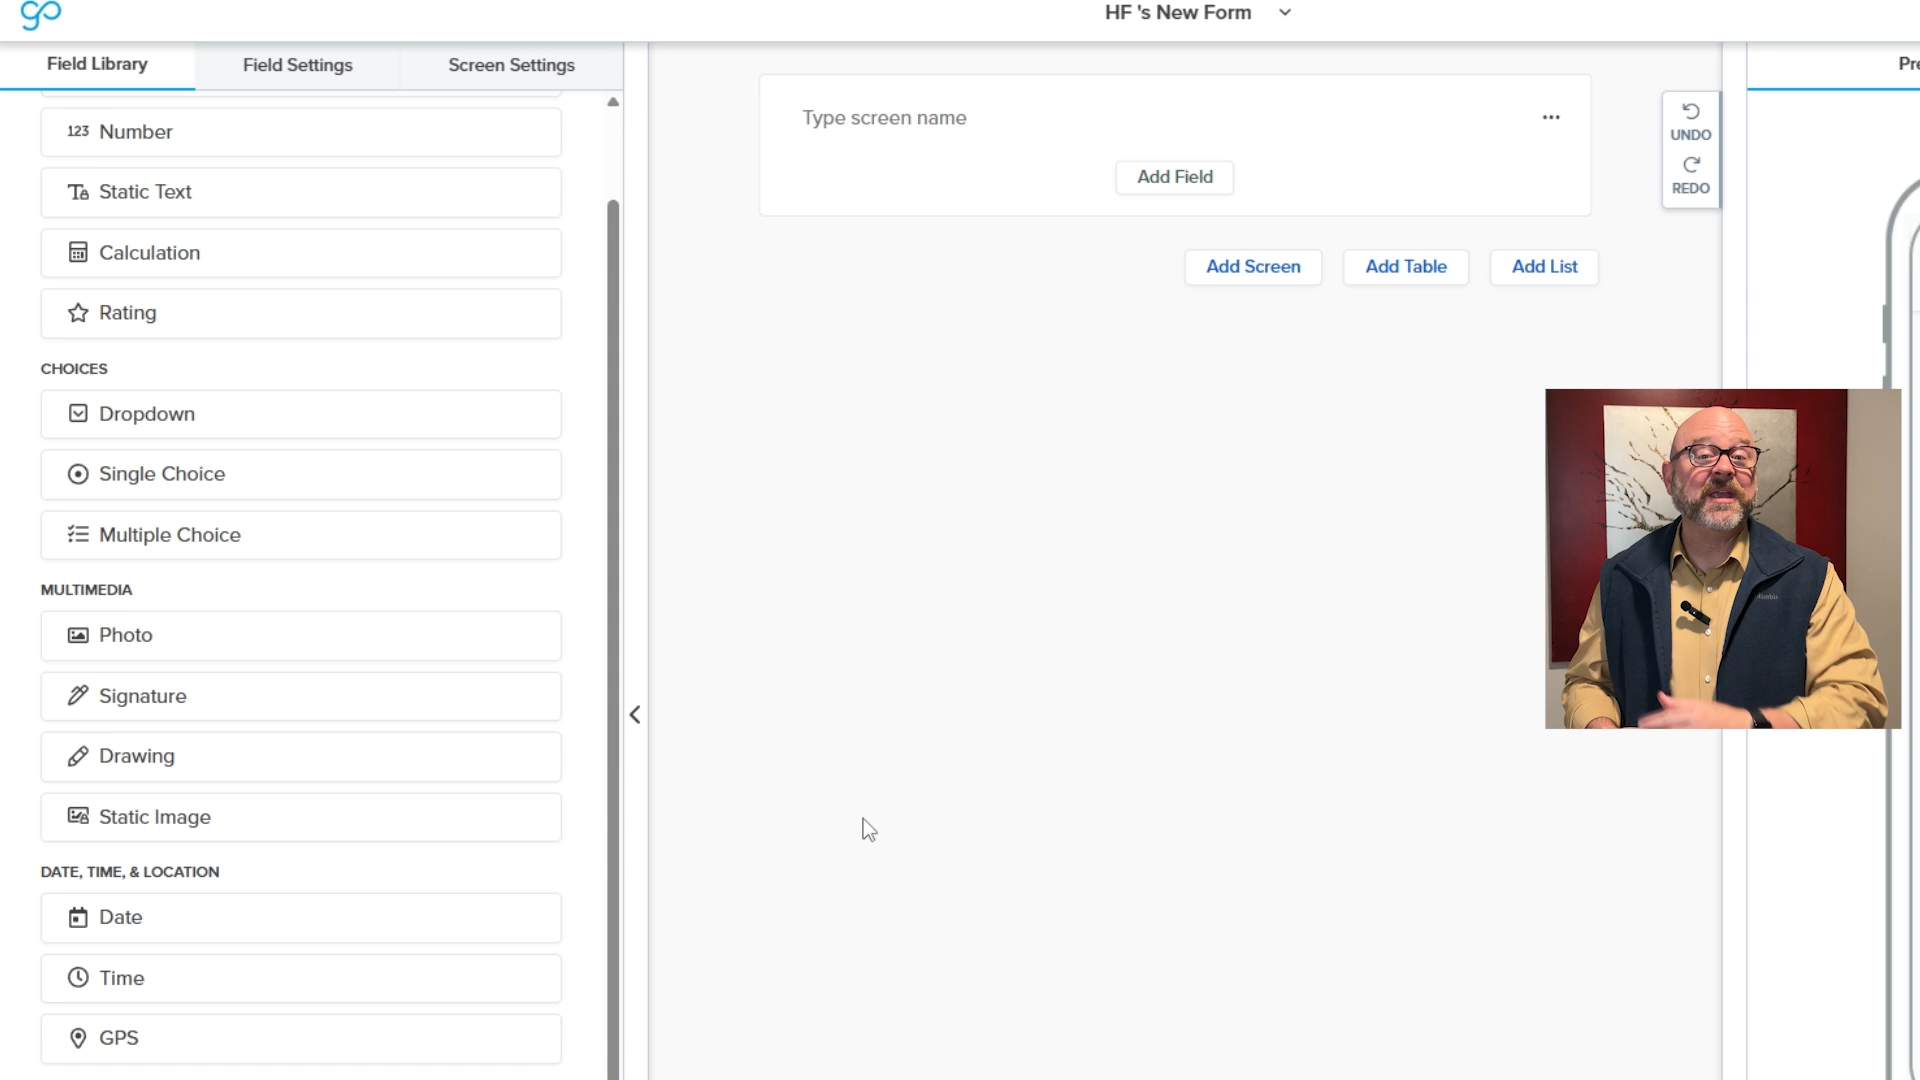 go
HF 's New Form
Field Library
Field Settings
Screen Settings
Pre
123 Number
Static Text
Calculation
Rating
CHOICES
Dropdown
Single Choice
Multiple Choice
MULTIMEDIA
Photo
Signature
Drawing
Static Image
DATE, TIME, & LOCATION
Date
Time
GPS
Type screen name
Add Field
Add Screen
Add Table
Add List
UNDO
REDO